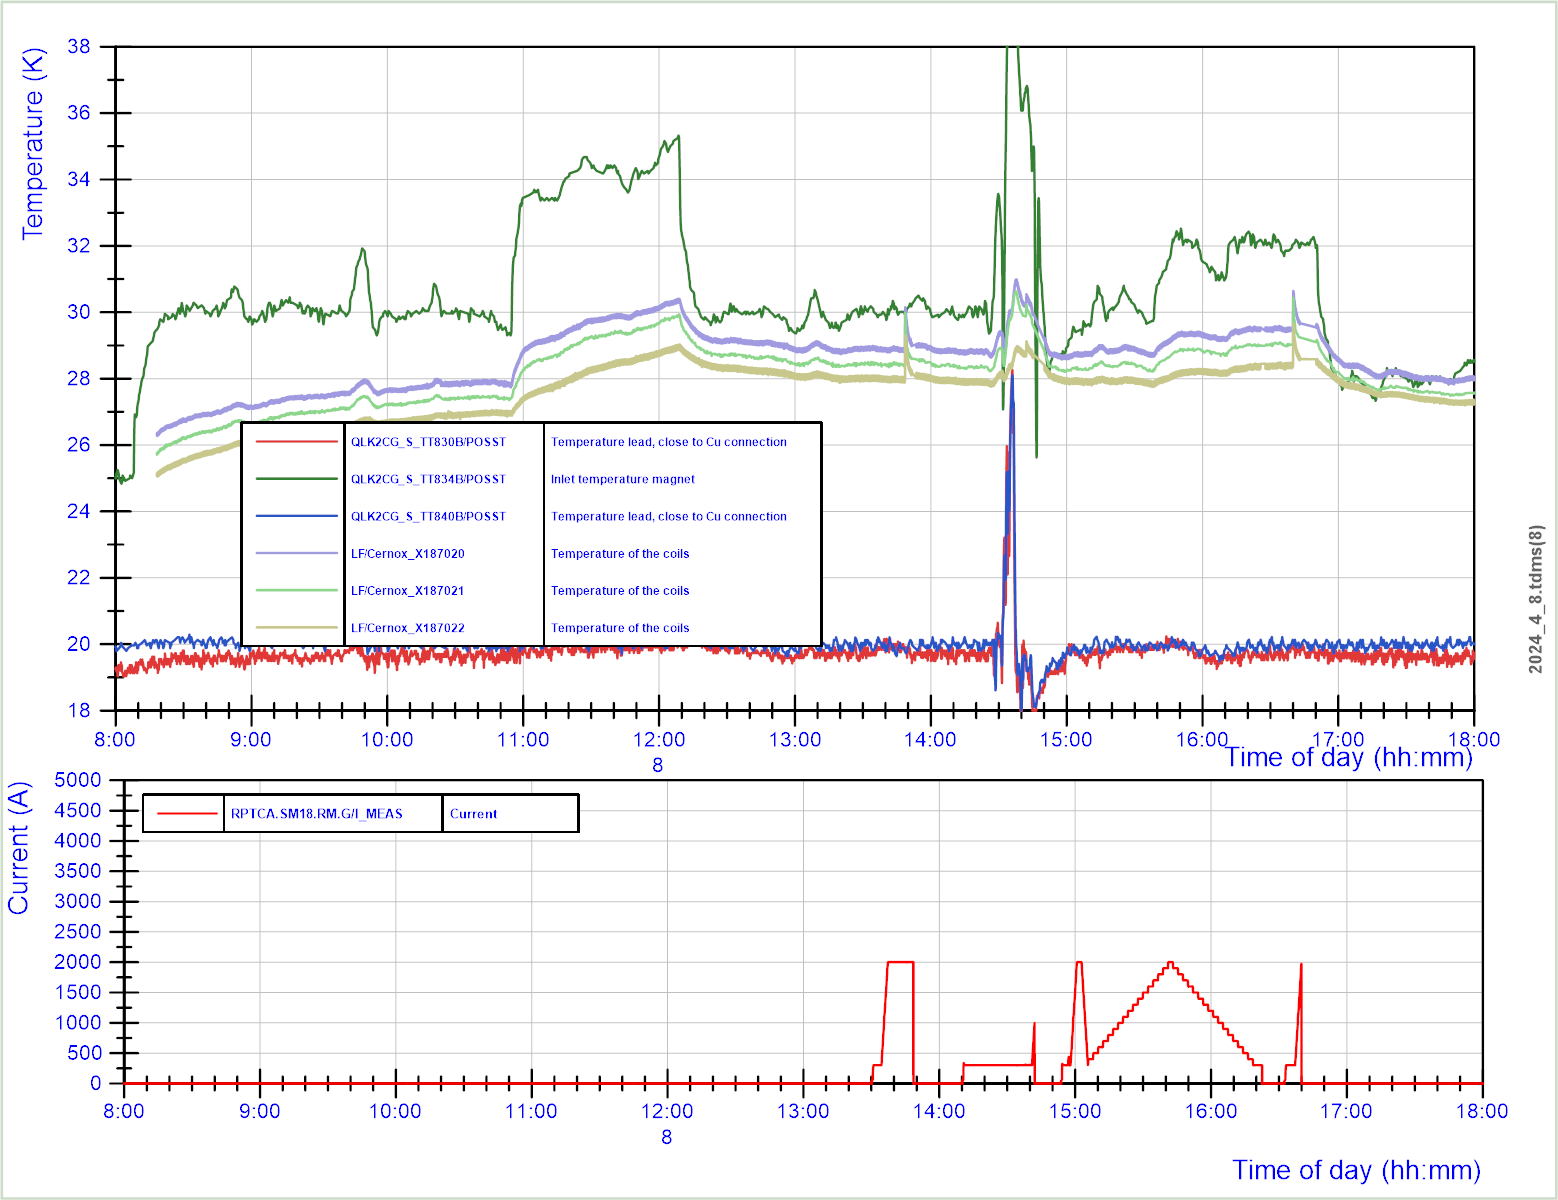 Temperature (K)
38
36
34
32
30
28
26
24
22
20
18
QLK2CG_S_TT830B/POSST Temperature lead, close to Cu connection
QLK2CG_S_TT834B/POSST Inlet temperature magnet
QLK2CG_S_TT840B/POSST Temperature lead, close to Cu connection
LF/Cernox_X187020 Temperature of the coils
LF/Cernox_X187021 Temperature of the coils
LF/Cernox_X187022 Temperature of the coils
8:00 9:00 10:00 11:00 12:00 13:00 14:00 15:00 16:00 17:00 18:00
8
Time of day (hh:mm)
2024_4_8.tdms(8)
Current (A)
5000
4500
4000
3500
3000
2500
2000
1500
1000
500
0
RPTCA.SM18.RM.G/I_MEAS Current
8:00 9:00 10:00 11:00 12:00 13:00 14:00 15:00 16:00 17:00 18:00
8
Time of day (hh:mm)